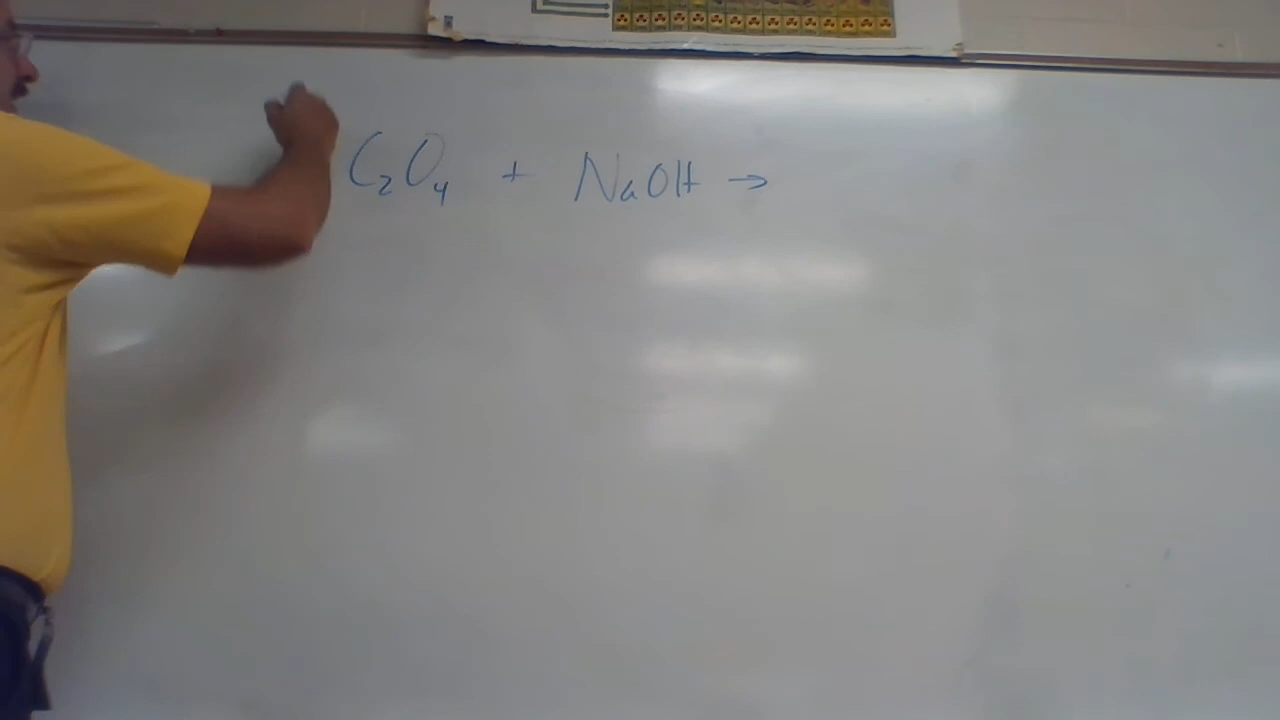 C₂O₄ + NaOH →